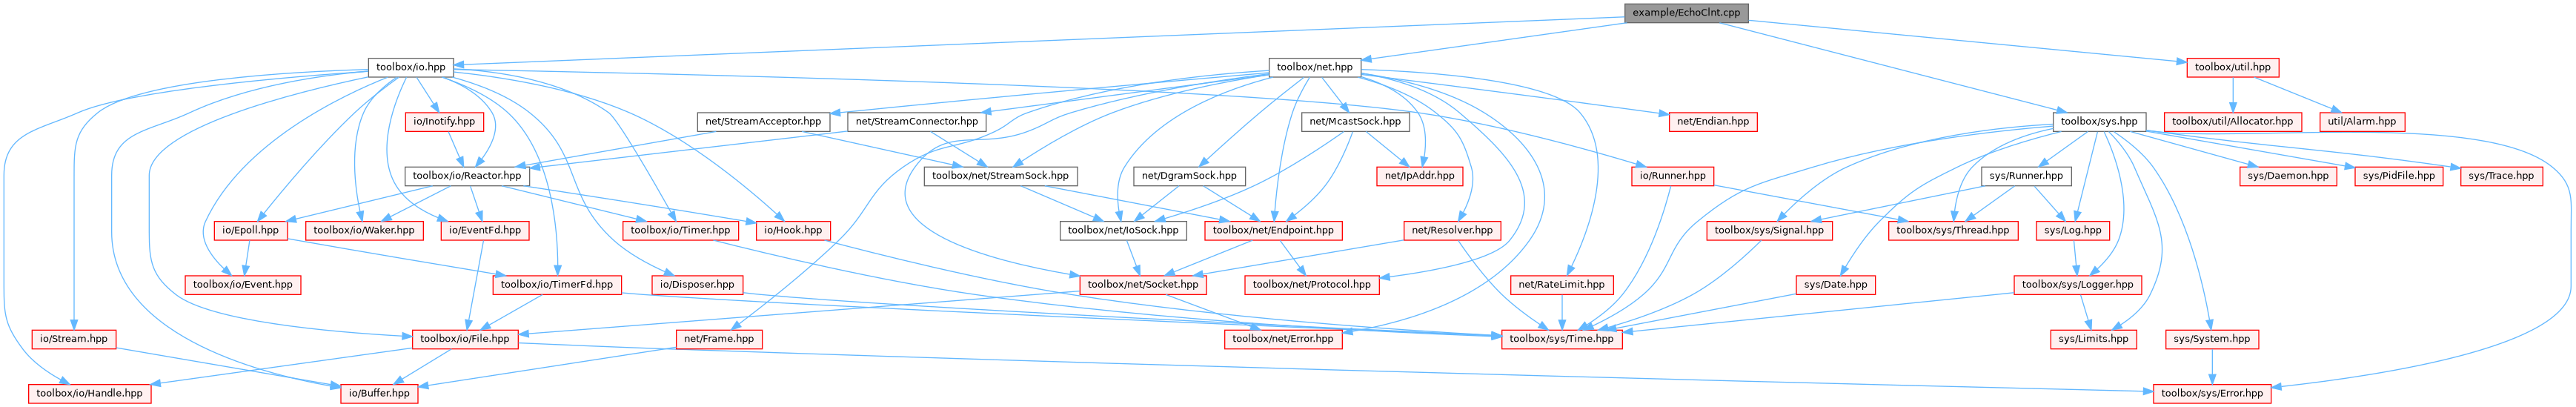 example/EchoClnt.cpp
toolbox/io.hpp
toolbox/net.hpp
toolbox/util.hpp
io/Inotify.hpp
net/StreamAcceptor.hpp
net/StreamConnector.hpp
net/McastSock.hpp
net/Endian.hpp
toolbox/sys.hpp
toolbox/util/Allocator.hpp
util/Alarm.hpp
toolbox/io/Reactor.hpp
toolbox/net/StreamSock.hpp
net/DgramSock.hpp
net/IpAddr.hpp
io/Runner.hpp
sys/Runner.hpp
sys/Daemon.hpp
sys/PidFile.hpp
sys/Trace.hpp
io/Epoll.hpp
toolbox/io/Waker.hpp
io/EventFd.hpp
toolbox/io/Timer.hpp
io/Hook.hpp
toolbox/net/IoSock.hpp
toolbox/net/Endpoint.hpp
net/Resolver.hpp
toolbox/sys/Signal.hpp
toolbox/sys/Thread.hpp
sys/Log.hpp
toolbox/io/Event.hpp
toolbox/io/TimerFd.hpp
io/Disposer.hpp
toolbox/net/Socket.hpp
toolbox/net/Protocol.hpp
net/RateLimit.hpp
sys/Date.hpp
toolbox/sys/Logger.hpp
io/Stream.hpp
toolbox/io/File.hpp
net/Frame.hpp
toolbox/net/Error.hpp
toolbox/sys/Time.hpp
sys/Limits.hpp
sys/System.hpp
toolbox/io/Handle.hpp
io/Buffer.hpp
toolbox/sys/Error.hpp